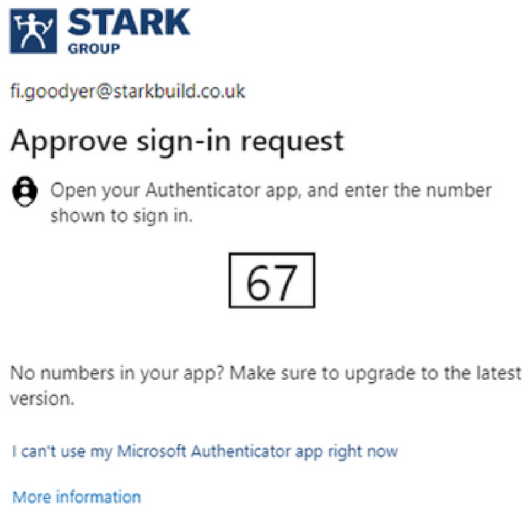 STARK
GROUP
fi.goodyer@starkbuild.co.uk
Approve sign-in request
Open your Authenticator app, and enter the number
shown to sign in.
67
No numbers in your app? Make sure to upgrade to the latest
version.
I can't use my Microsoft Authenticator app right now
More information